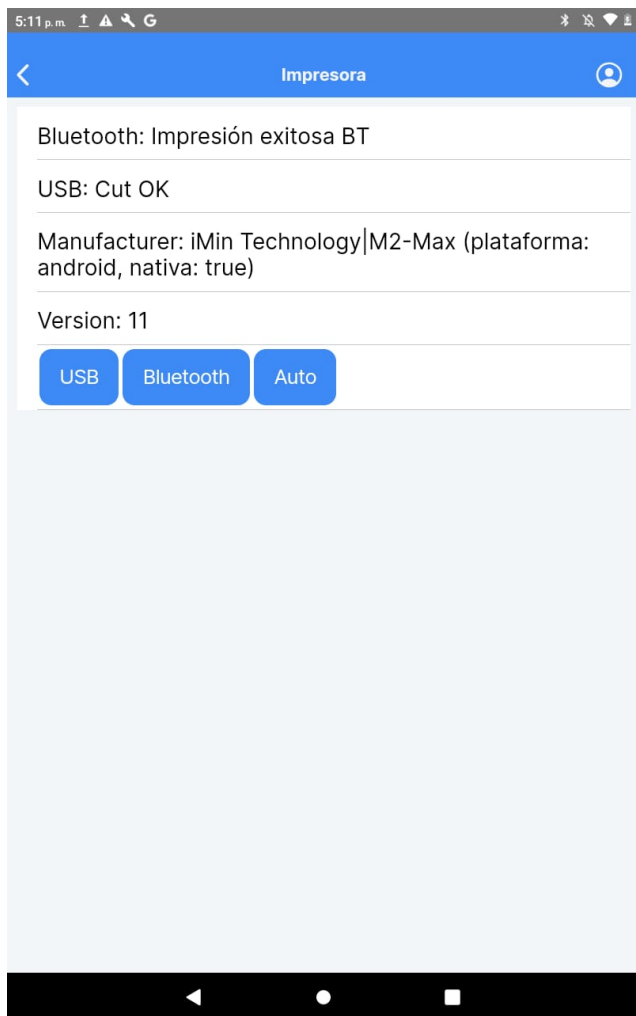 5:11 p. m. G
Impresora
Bluetooth: Impresión exitosa BT
USB: Cut OK
Manufacturer: iMin Technology|M2-Max (plataforma:
android, nativa: true)
Version: 11
USB Bluetooth Auto